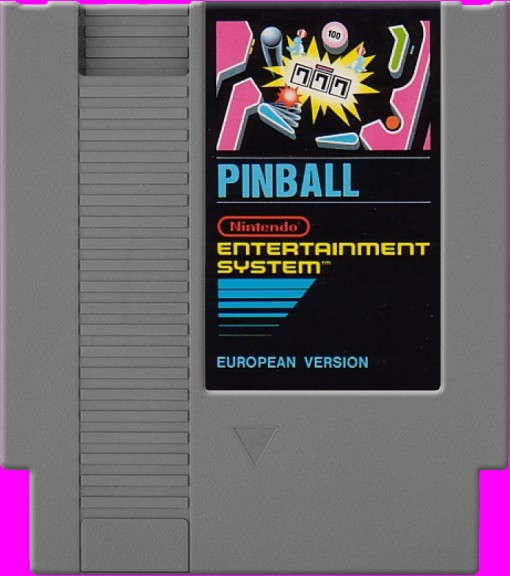 100
777
PINBALL
Nintendo®
ENTERTAINMENT
SYSTEM™
EUROPEAN VERSION